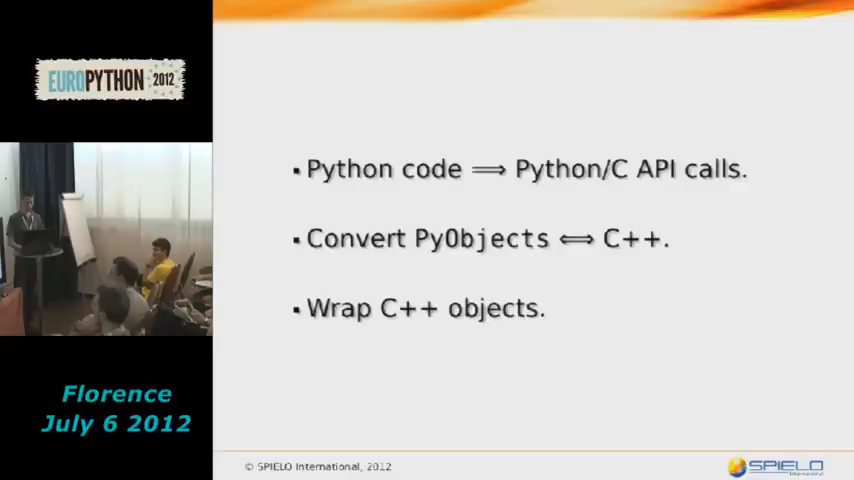 EUROPYTHON 2012
▪ Python code ⟹ Python/C API calls.
▪ Convert PyObjects ⟺ C++.
▪ Wrap C++ objects.
Florence
July 6 2012
© SPIELO International, 2012
SPIELO
International